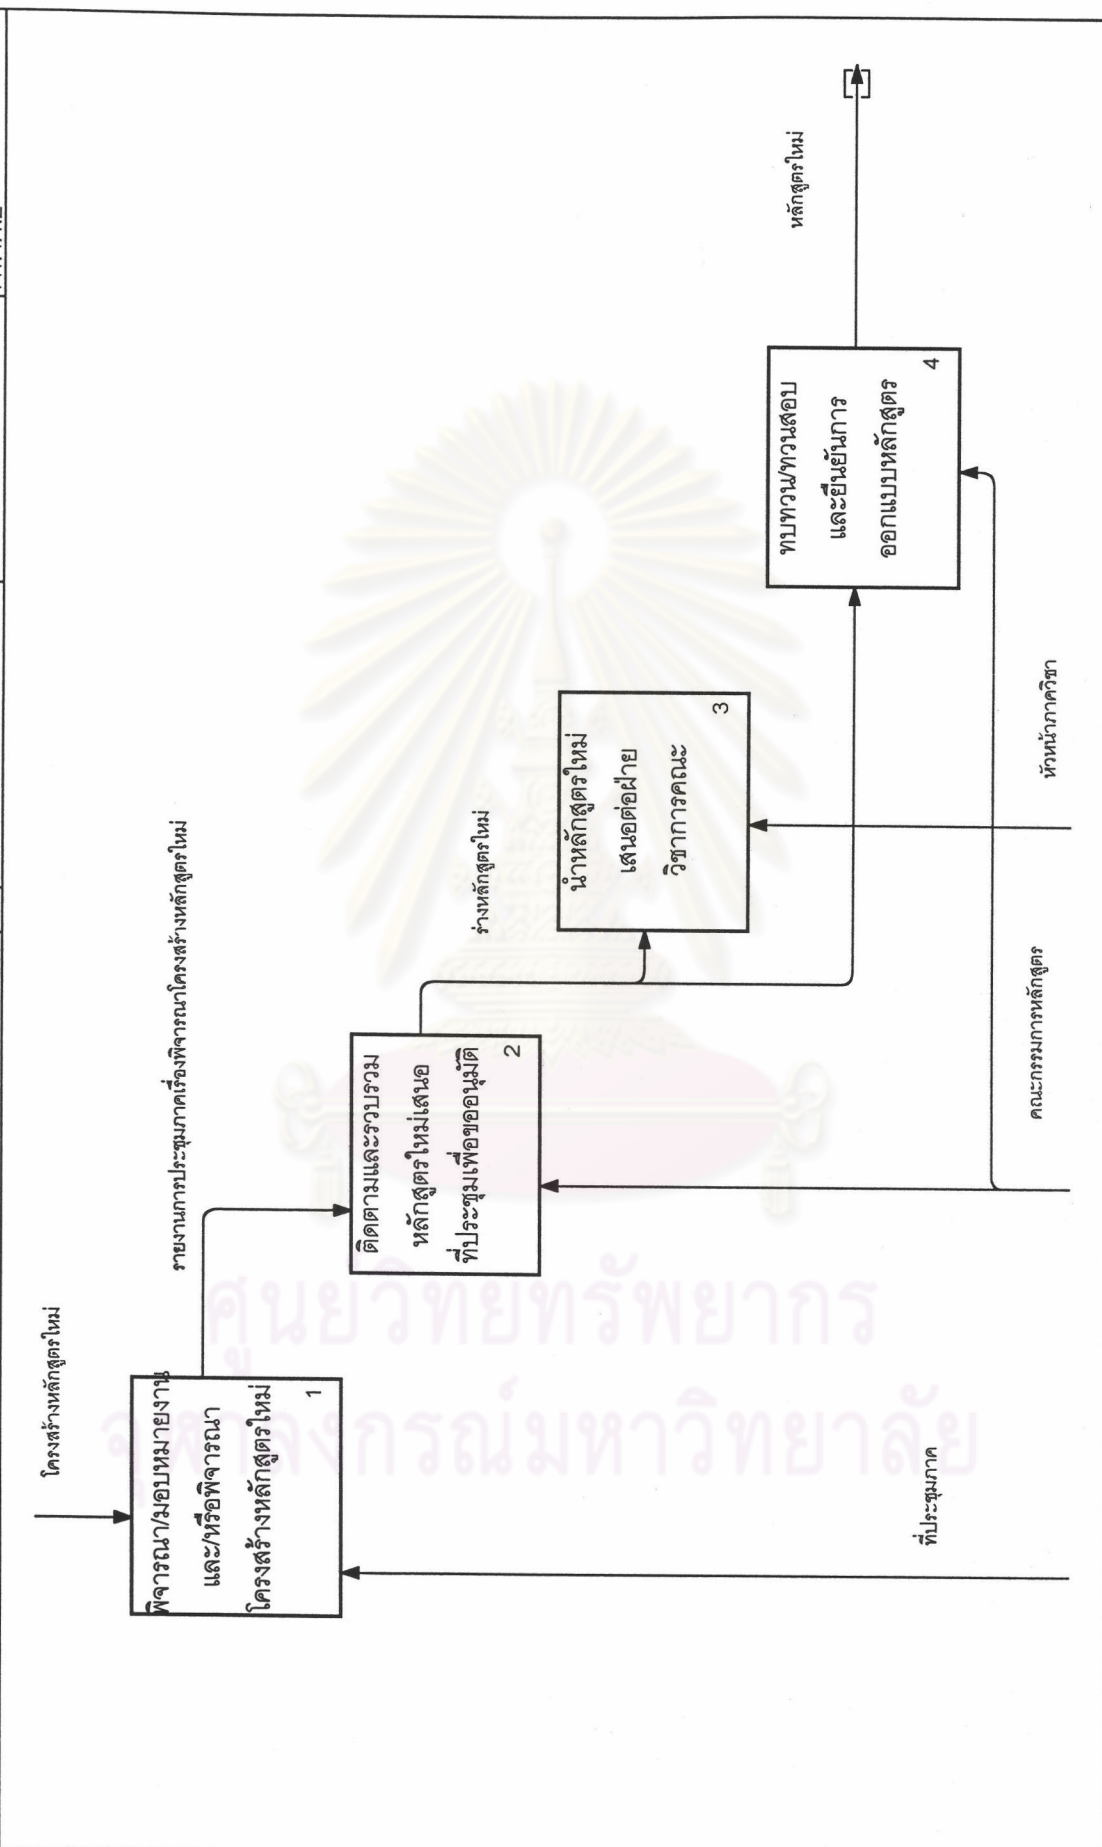 โครงสร้างหลักสูตรใหม่
พิจารณา/มอบหมายงาน
และ/หรือพิจารณา
โครงสร้างหลักสูตรใหม่
1
รายงานการประชุมภาคเรื่องพิจารณาโครงสร้างหลักสูตรใหม่
ติดตามและรวบรวม
หลักสูตรใหม่เสนอ
ที่ประชุมเพื่อขออนุมัติ
2
ร่างหลักสูตรใหม่
นำหลักสูตรใหม่
เสนอต่อฝ่าย
วิชาการคณะ
3
ทบทวน/ทวนสอบ
และยืนยันการ
ออกแบบหลักสูตร
4
หลักสูตรใหม่
ที่ประชุมภาค
คณะกรรมการหลักสูตร
หัวหน้าภาควิชา
ศูนย์วิทยทรัพยากร
จุฬาลงกรณ์มหาวิทยาลัย